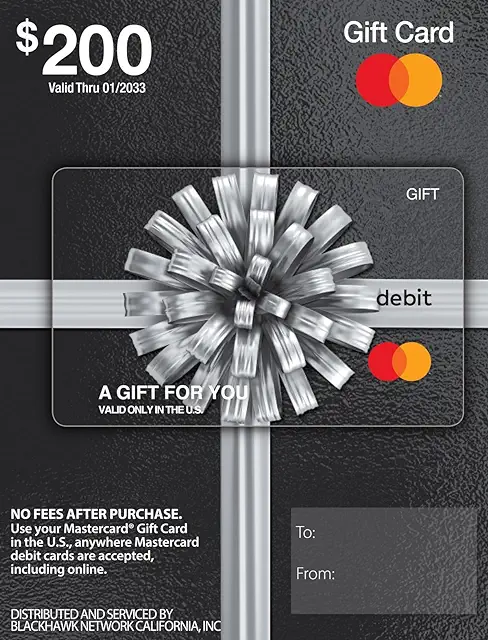 $200
Valid Thru 01/2033
Gift Card
GIFT
debit
A GIFT FOR YOU
VALID ONLY IN THE U.S.
NO FEES AFTER PURCHASE.
Use your Mastercard® Gift Card
in the U.S., anywhere Mastercard
debit cards are accepted,
including online.
To:
From:
DISTRIBUTED AND SERVICED BY
BLACKHAWK NETWORK CALIFORNIA, INC